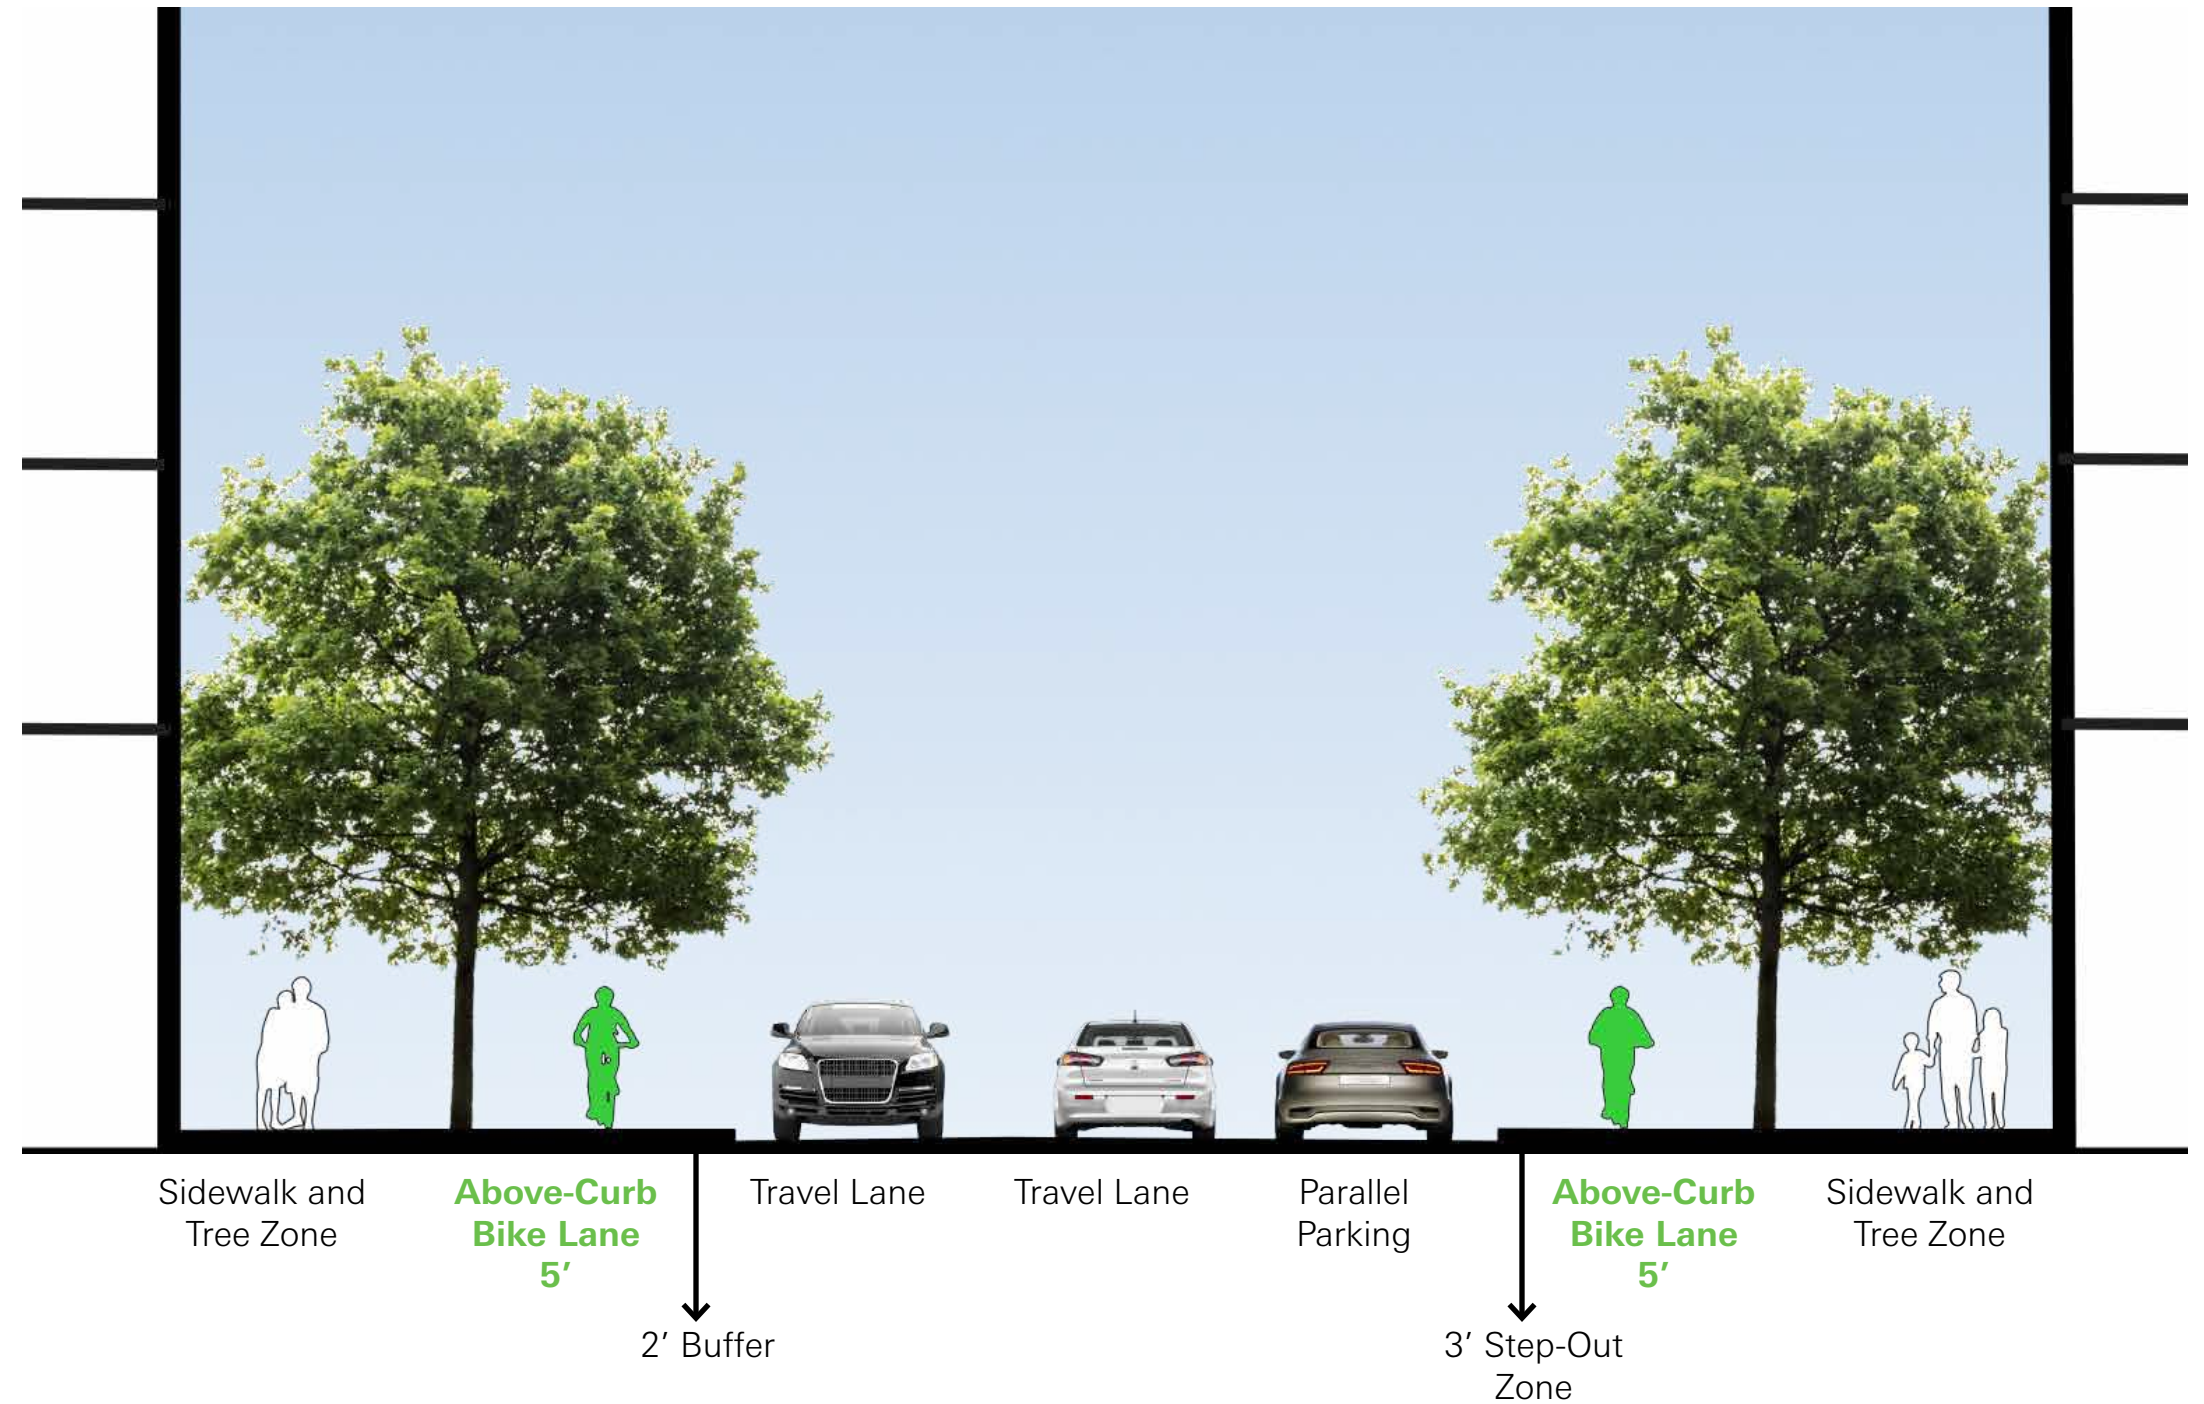 Sidewalk and
Tree Zone
Above-Curb
Bike Lane
5′
2′ Buffer
Travel Lane
Travel Lane
Parallel
Parking
3′ Step-Out
Zone
Above-Curb
Bike Lane
5′
Sidewalk and
Tree Zone